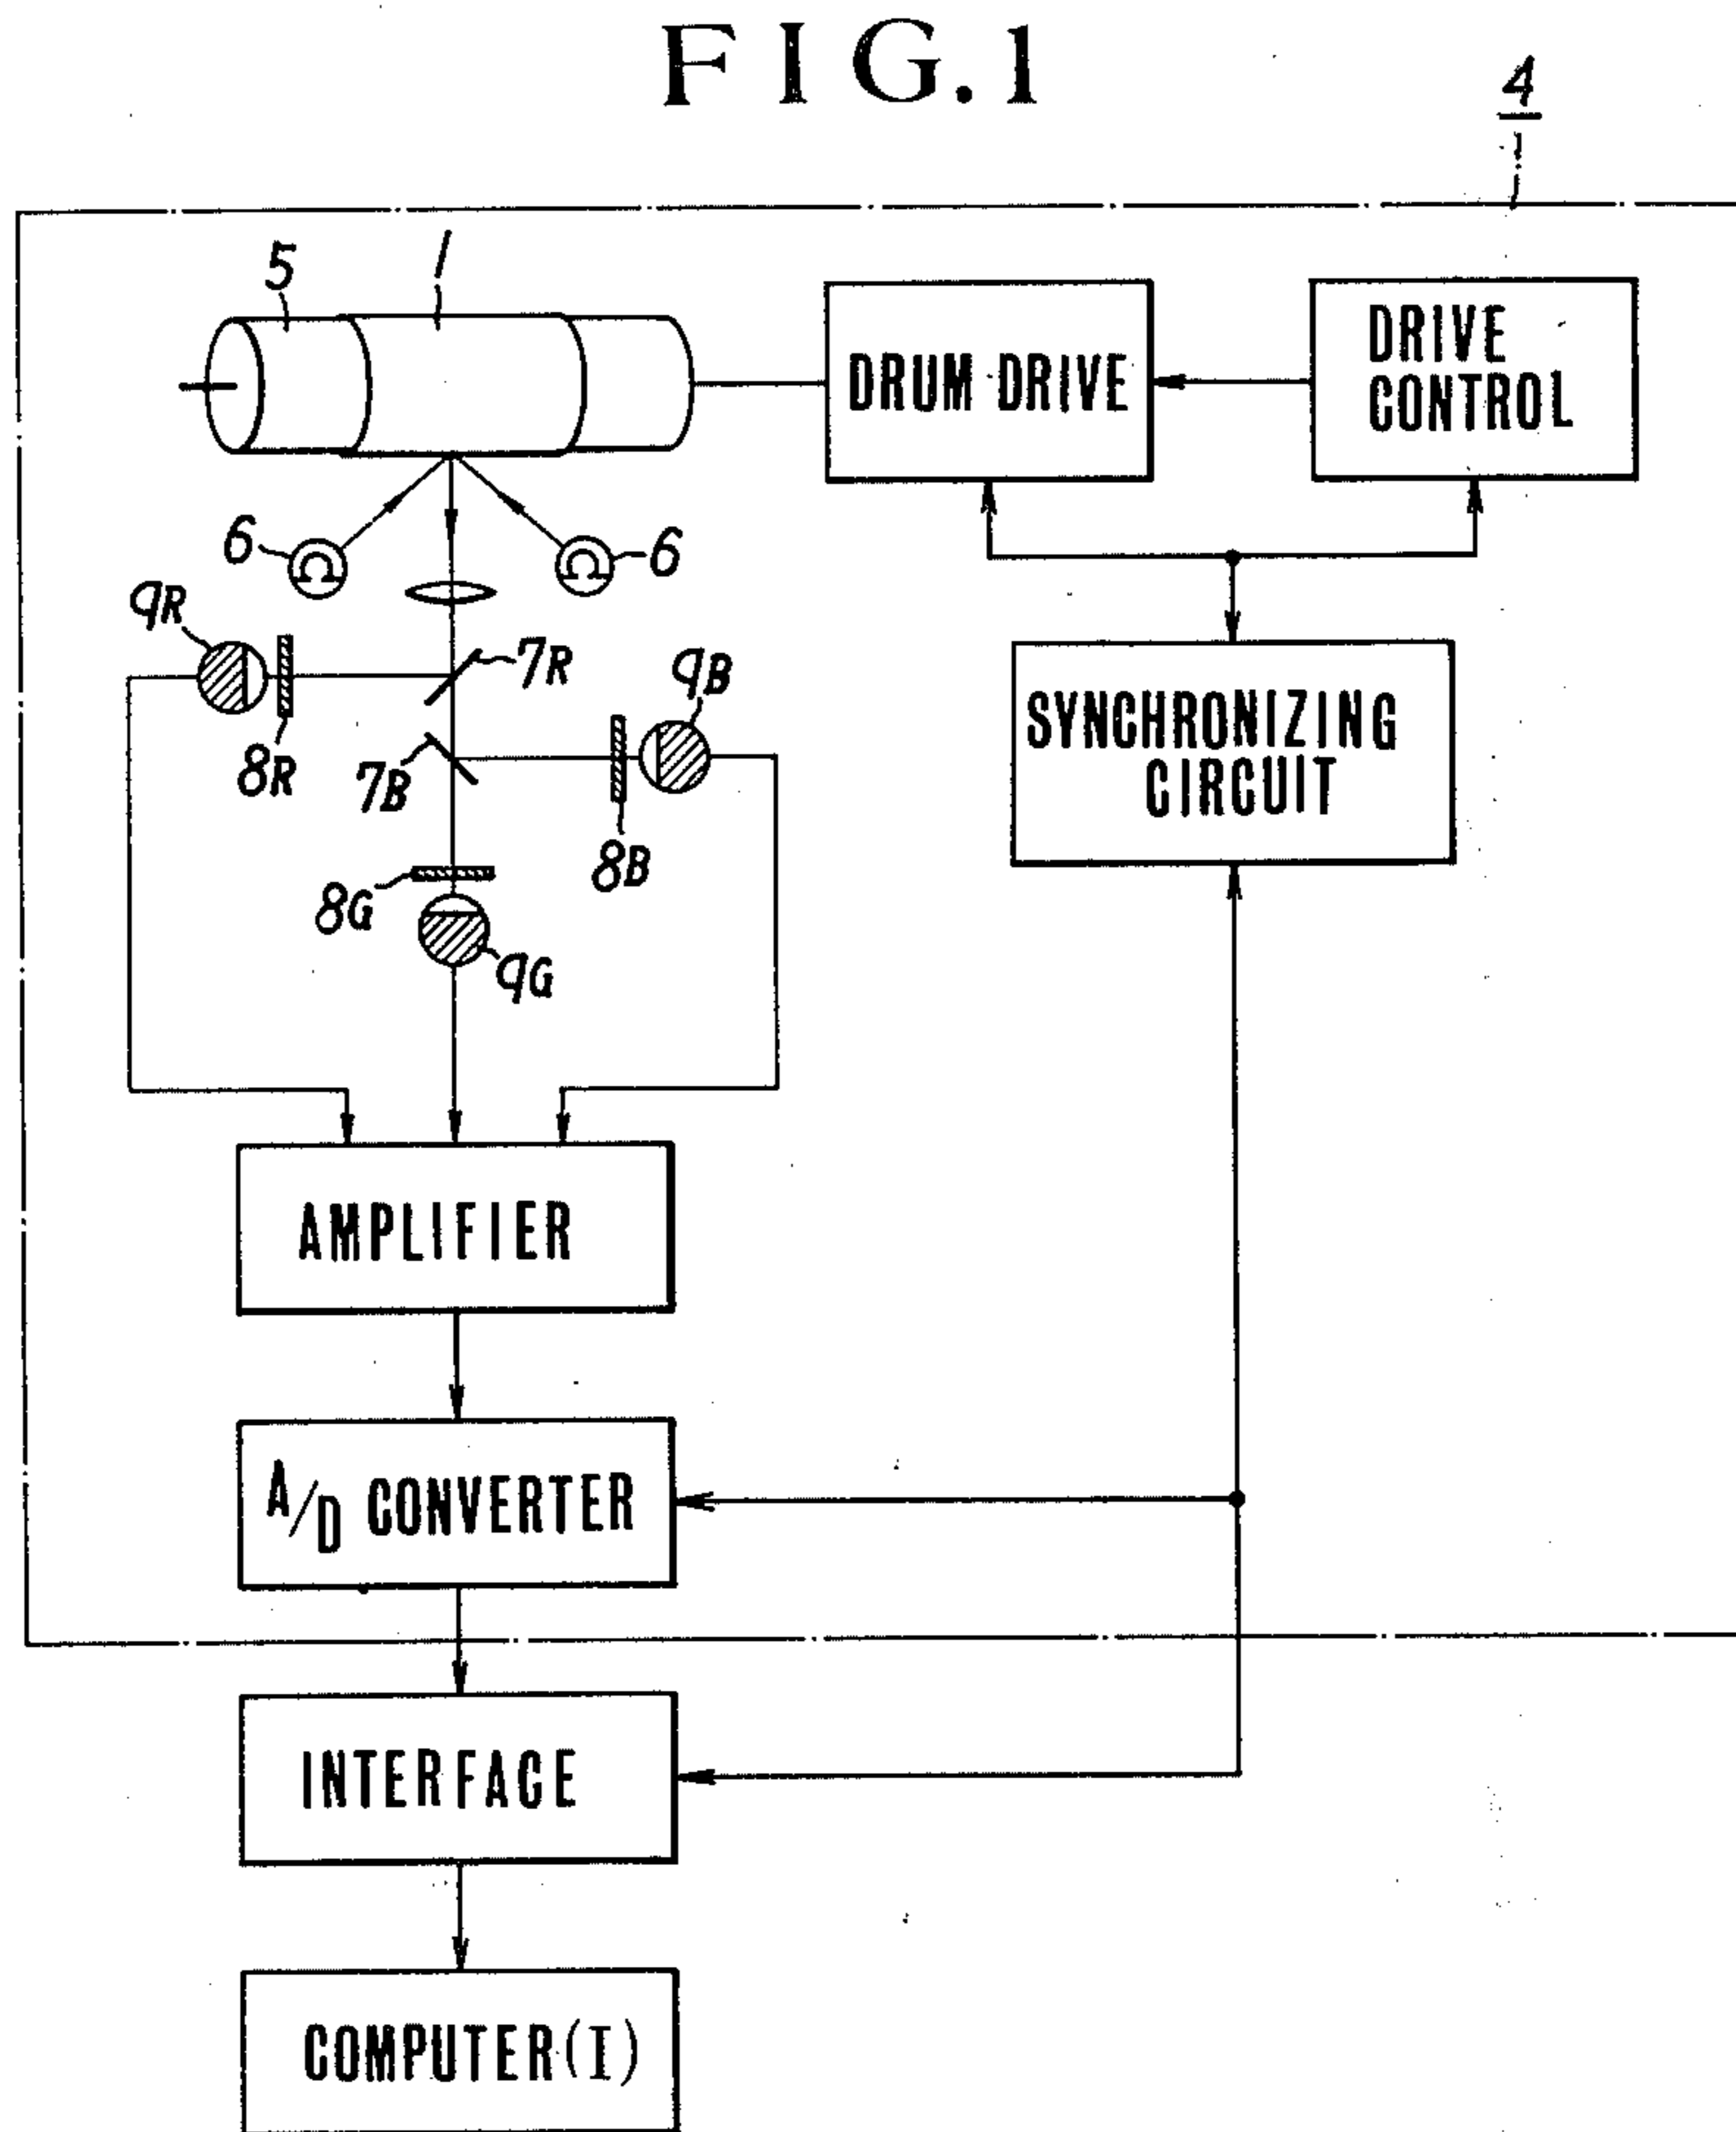 FIG.1
4
5
1
DRUM DRIVE
DRIVE
CONTROL
6
6
9R
7R
9B
8R
7B
8B
8G
9G
SYNCHRONIZING
CIRCUIT
AMPLIFIER
A/D CONVERTER
INTERFACE
COMPUTER(I)